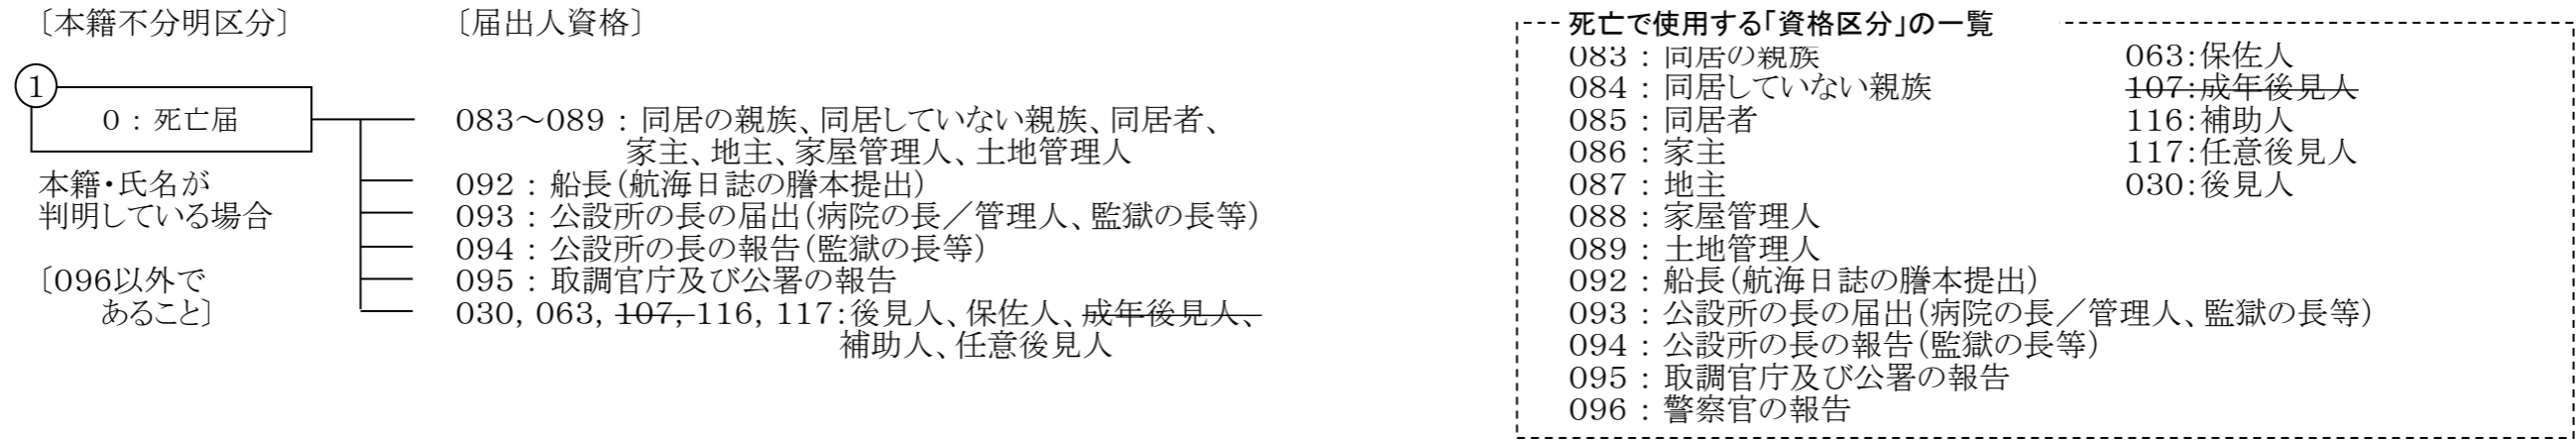 〔本籍不分明区分〕
〔届出人資格〕
①
0 : 死亡届
本籍・氏名が
判明している場合
〔096以外で
あること〕
083～089 : 同居の親族、同居していない親族、同居者、
家主、地主、家屋管理人、土地管理人
092 : 船長(航海日誌の謄本提出)
093 : 公設所の長の届出(病院の長／管理人、監獄の長等)
094 : 公設所の長の報告(監獄の長等)
095 : 取調官庁及び公署の報告
030, 063, 107, 116, 117:後見人、保佐人、成年後見人、
補助人、任意後見人
死亡で使用する「資格区分」の一覧
083 : 同居の親族
084 : 同居していない親族
085 : 同居者
086 : 家主
087 : 地主
088 : 家屋管理人
089 : 土地管理人
092 : 船長(航海日誌の謄本提出)
093 : 公設所の長の届出(病院の長／管理人、監獄の長等)
094 : 公設所の長の報告(監獄の長等)
095 : 取調官庁及び公署の報告
096 : 警察官の報告
063:保佐人
107:成年後見人
116:補助人
117:任意後見人
030:後見人